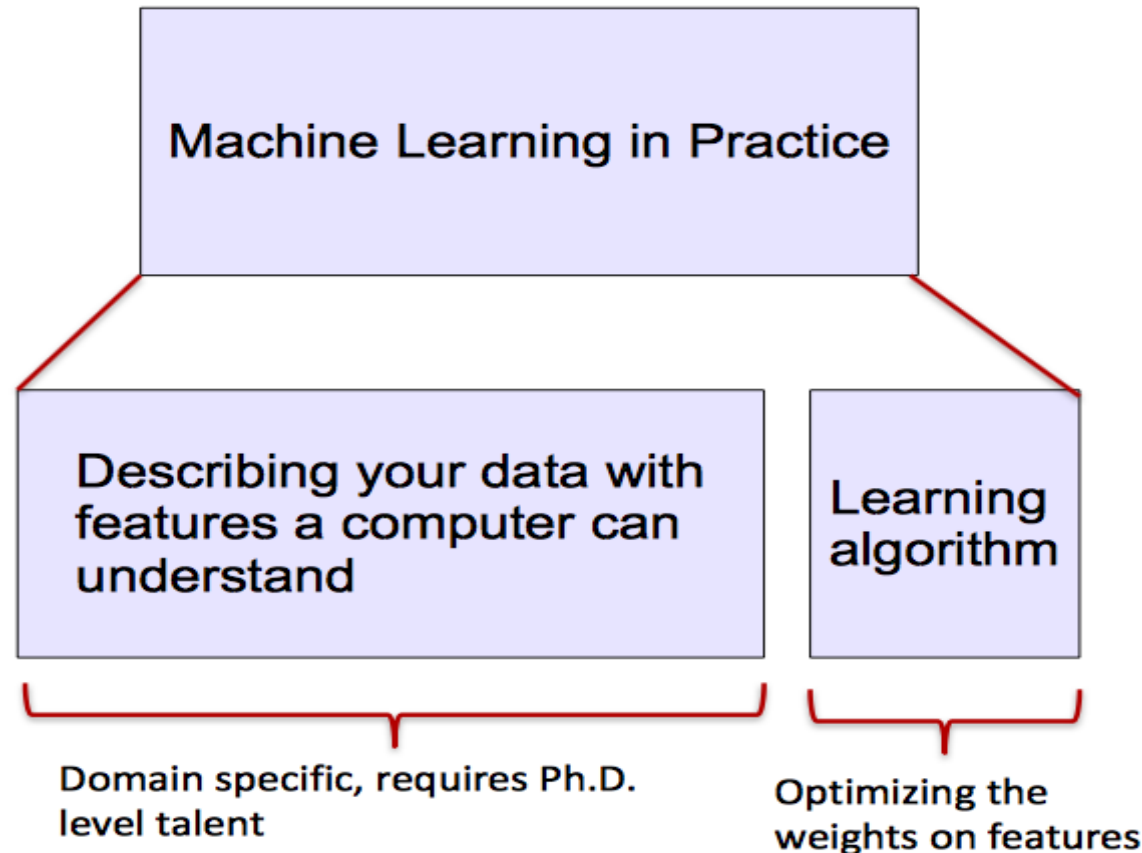 Machine Learning in Practice
Describing your data with
features a computer can
understand
Learning
algorithm
Domain specific, requires Ph.D.
level talent
Optimizing the
weights on features